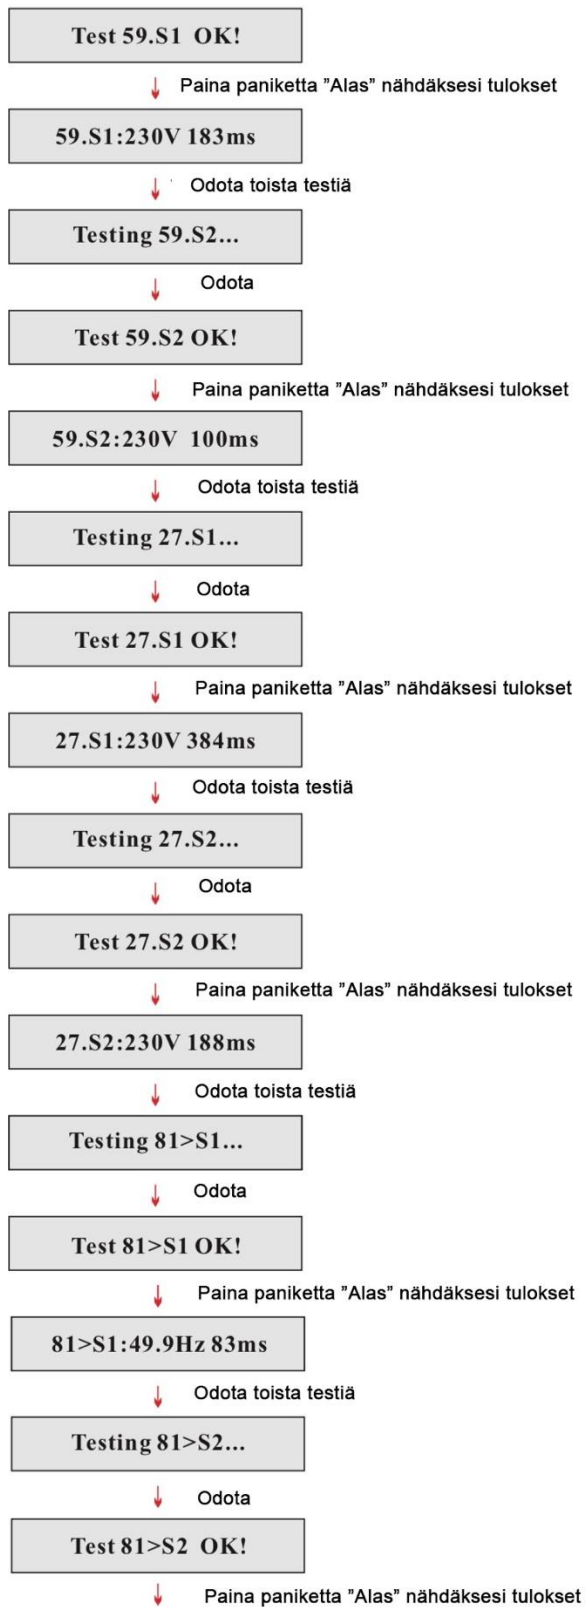 Test 59.S1 OK!
Paina paniketta ”Alas” nähdäksesi tulokset
59.S1:230V 183ms
Odota toista testiä
Testing 59.S2...
Odota
Test 59.S2 OK!
Paina paniketta ”Alas” nähdäksesi tulokset
59.S2:230V 100ms
Odota toista testiä
Testing 27.S1...
Odota
Test 27.S1 OK!
Paina paniketta ”Alas” nähdäksesi tulokset
27.S1:230V 384ms
Odota toista testiä
Testing 27.S2...
Odota
Test 27.S2 OK!
Paina paniketta ”Alas” nähdäksesi tulokset
27.S2:230V 188ms
Odota toista testiä
Testing 81>S1...
Odota
Test 81>S1 OK!
Paina paniketta ”Alas” nähdäksesi tulokset
81>S1:49.9Hz 83ms
Odota toista testiä
Testing 81>S2...
Odota
Test 81>S2 OK!
Paina paniketta ”Alas” nähdäksesi tulokset